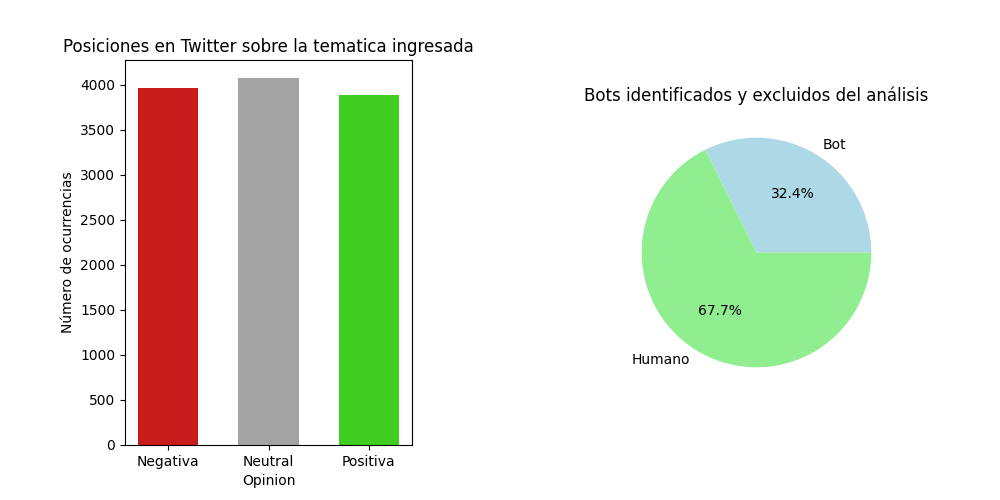 Posiciones en Twitter sobre la tematica ingresada
Número de ocurrencias
4000
3500
3000
2500
2000
1500
1000
500
0
Negativa
Neutral
Positiva
Opinion
Bots identificados y excluidos del análisis
Bot
32.4%
67.7%
Humano